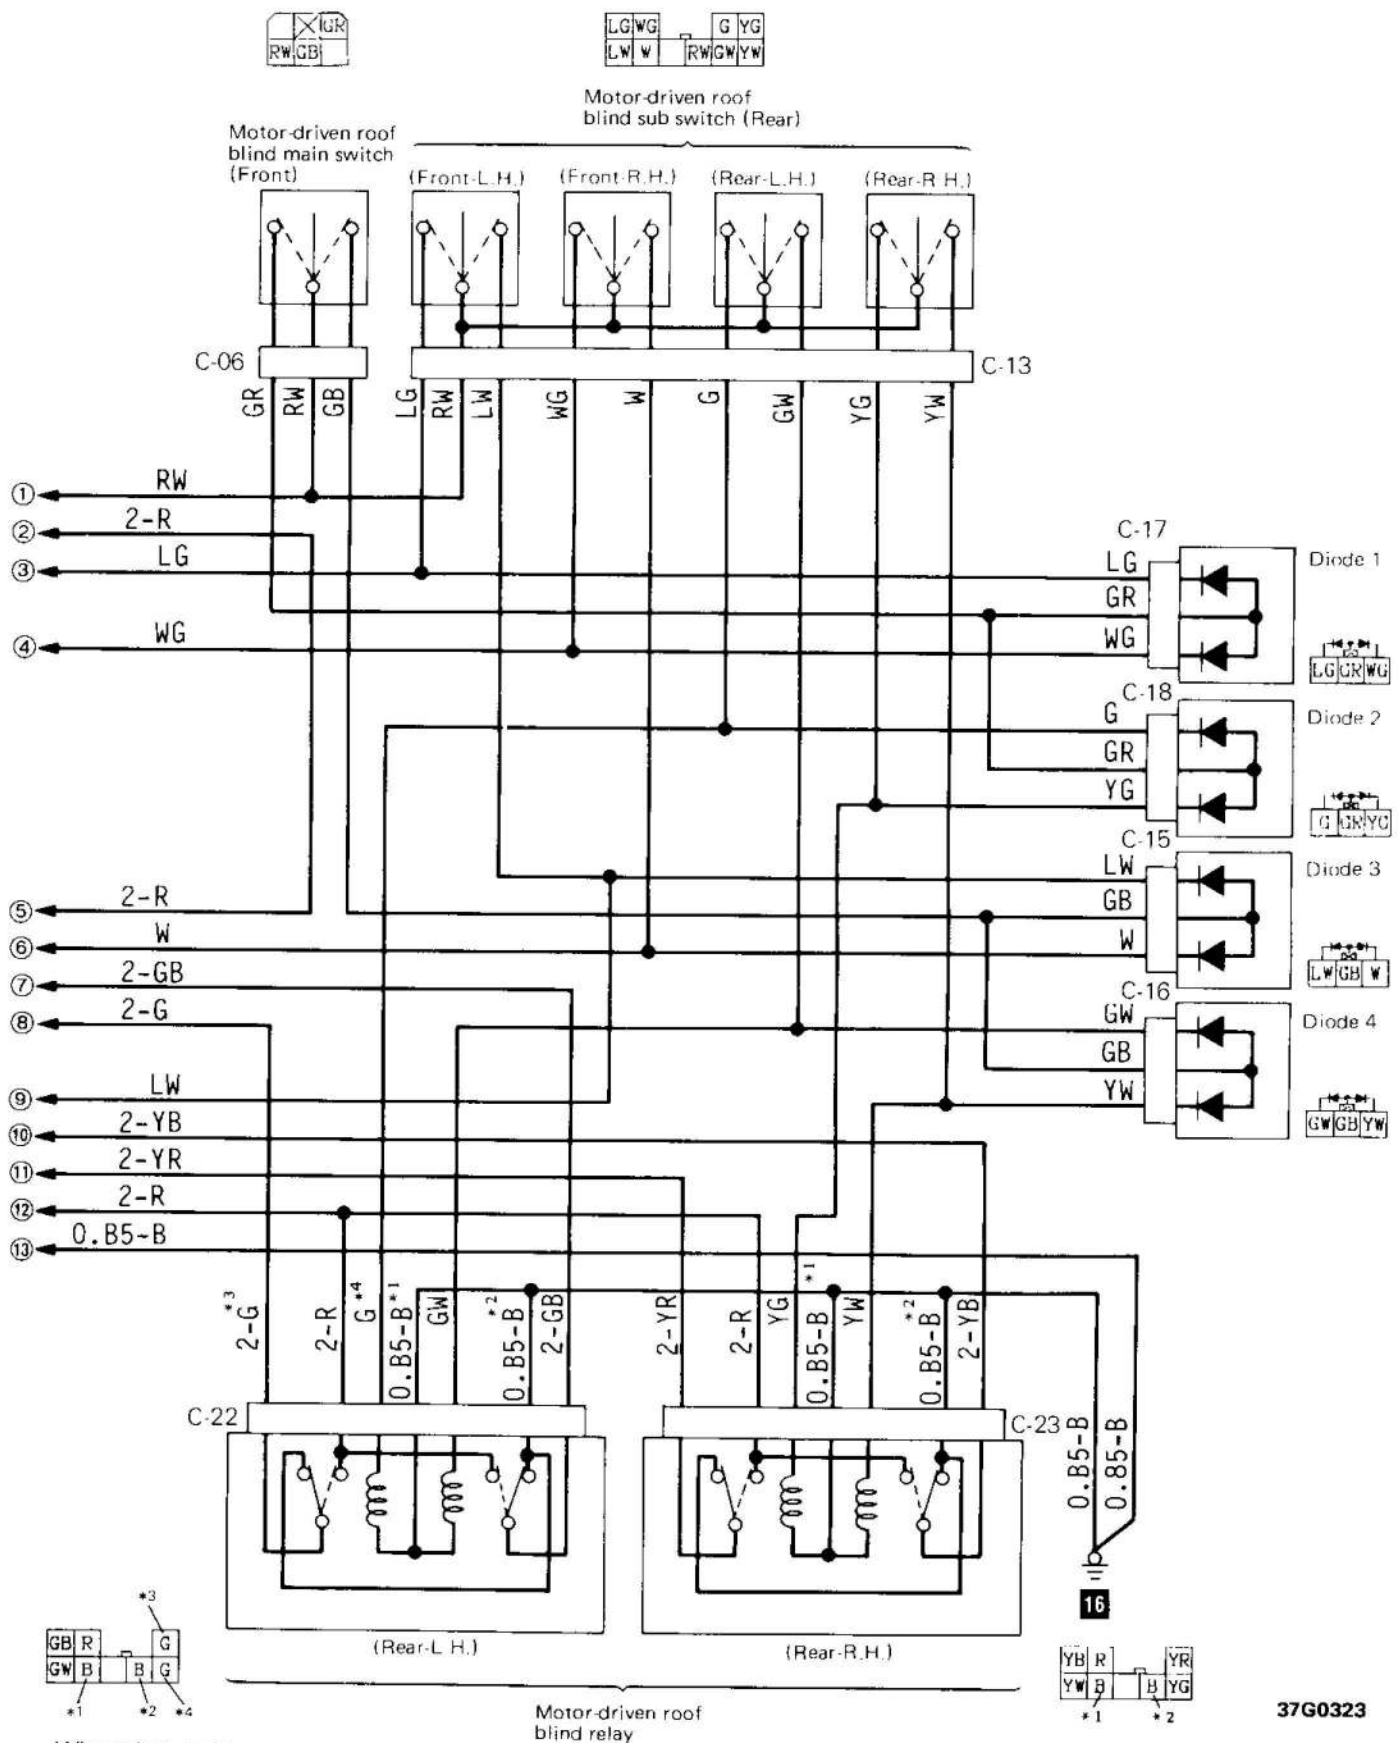 GR
RW GB
LG WG G YG
LW W RW GW YW
Motor-driven roof
blind sub switch (Rear)
Motor-driven roof
blind main switch
(Front)
(Front-L.H.)
(Front-R.H.)
(Rear-L.H.)
(Rear-R H.)
C-06
C-13
GR
RW
GB
LG
RW
LW
WG
W
G
GW
YG
YW
① RW
② 2-R
③ LG
④ WG
C-17
LG
GR
WG
Diode 1
LG GR WG
C-18
G
GR
YG
Diode 2
G GR YG
C-15
LW
GB
W
Diode 3
LW GB W
C-16
GW
GB
YW
Diode 4
GW GB YW
⑤ 2-R
⑥ W
⑦ 2-GB
⑧ 2-G
⑨ LW
⑩ 2-YB
⑪ 2-YR
⑫ 2-R
⑬ 0.B5-B
2-G *3
2-R
G *4
0.B5-B *1
GW
0.B5-B *2
2-GB
2-YR
2-R
YG
0.B5-B *1
YW
0.B5-B *2
2-YB
0.B5-B
0.85-B
C-22
C-23
16
(Rear-L H.)
(Rear-R.H.)
*3
GB R G
GW B B G
*1 *2 *4
YB R YR
YW B B YG
*1 *2
Motor-driven roof
blind relay
37G0323